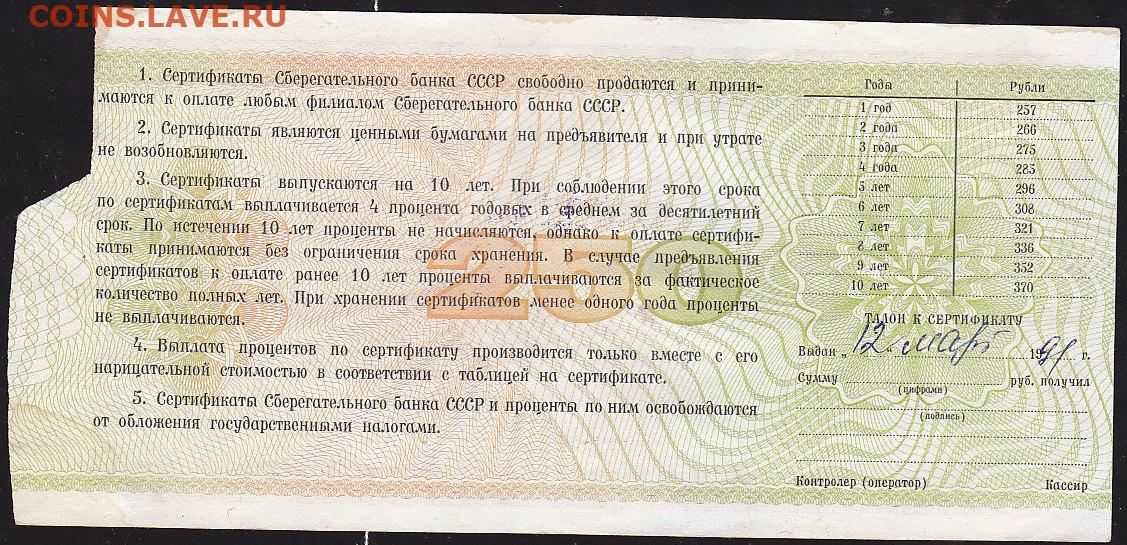 COINS.LAVE.RU
1. Сертификаты Сберегательного банка СССР свободно продаются и прини-
маются к оплате любым филиалом Сберегательного банка СССР.
2. Сертификаты являются ценными бумагами на предъявителя и при утрате
не возобновляются.
3. Сертификаты выпускаются на 10 лет. При соблюдении этого срока
по сертификатам выплачивается 4 процента годовых в среднем за десятилетний
срок. По истечении 10 лет проценты не начисляются, однако к оплате сертифи-
каты принимаются без ограничения срока хранения. В случае предъявления
сертификатов к оплате ранее 10 лет проценты выплачиваются за фактическое
количество полных лет. При хранении сертификатов менее одного года проценты
не выплачиваются.
4. Выплата процентов по сертификату производится только вместе с его
нарицательной стоимостью в соответствии с таблицей на сертификате.
5. Сертификаты Сберегательного банка СССР и проценты по ним освобождаются
от обложения государственными налогами.
250
Годы Рубли
1 год 257
2 года 266
3 года 275
4 года 285
5 лет 296
6 лет 308
7 лет 321
8 лет 336
9 лет 352
10 лет 370
ТАЛОН К СЕРТИФИКАТУ
Выдан „ 12 “ март 1991 г.
Сумму руб. получил
(цифрами)
(подпись)
Контролер (оператор) Кассир